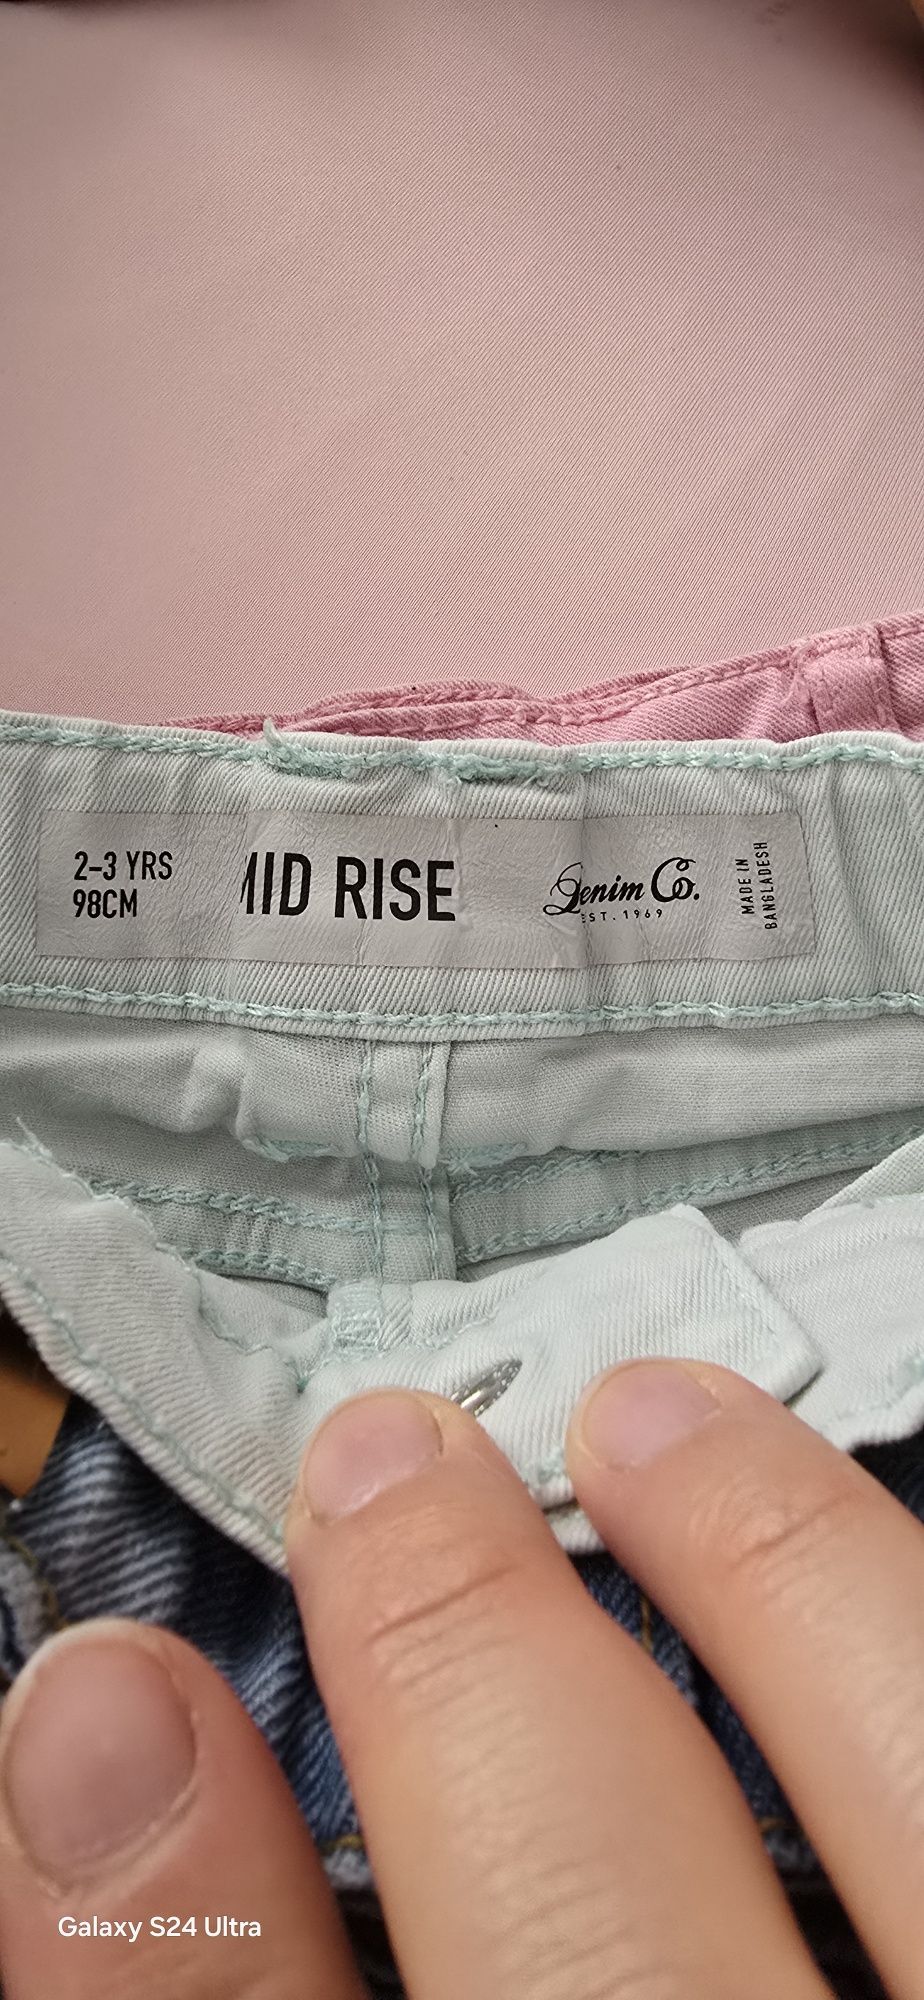 2-3 YRS
98CM
MID RISE
Denim Co.
EST. 1969
MADE IN
BANGLADESH
Galaxy S24 Ultra